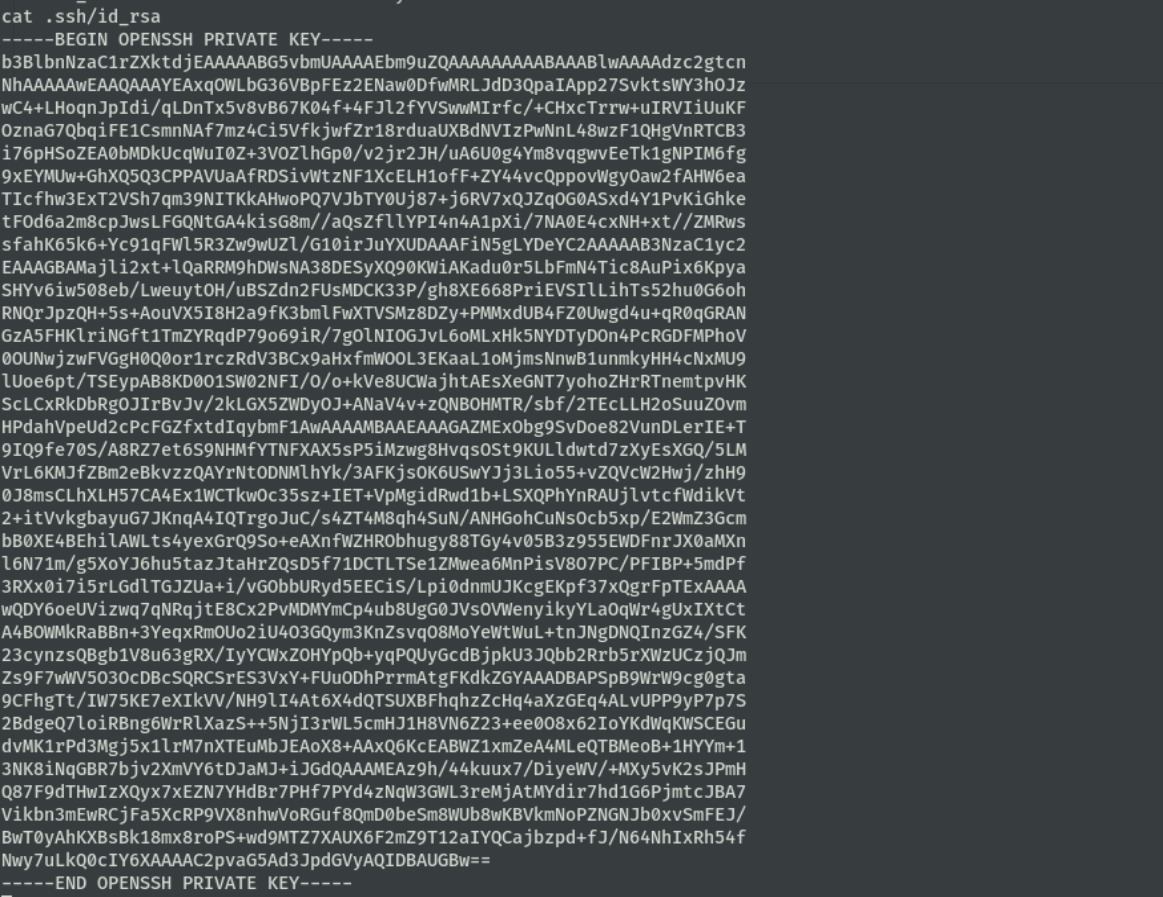 cat .ssh/id_rsa
-----BEGIN OPENSSH PRIVATE KEY-----
b3BlbnNzaC1rZXktdjEAAAAABG5vbmUAAAAEbm9uZQAAAAAAAAABAAABlwAAAAdzc2gtcn
NhAAAAAwEAAQAAAYEAxqOWLbG36VBpFEz2ENaw0DfwMRLJdD3QpaIApp27SvktsWY3hOJz
wC4+LHoqnJpIdi/qLDnTx5v8vB67K04f+4FJl2fYVSwwMIrfc/+CHxcTrrw+uIRVIiUuKF
OznaG7QbqiFE1CsmnNAf7mz4Ci5VfkjwfZr18rduaUXBdNVIzPwNnL48wzF1QHgVnRTCB3
i76pHSoZEA0bMDkUcqWuI0Z+3VOZlhGp0/v2jr2JH/uA6U0g4Ym8vqgwvEeTk1gNPIM6fg
9xEYMUw+GhXQ5Q3CPPAVUaAfRDSivWtzNF1XcELH1ofF+ZY44vcQppovWgyOaw2fAHW6ea
TIcfhw3ExT2VSh7qm39NITKkAHwoPQ7VJbTY0Uj87+j6RV7xQJZqOG0ASxd4Y1PvKiGhke
tFOd6a2m8cpJwsLFGQNtGA4kisG8m//aQsZfllYPI4n4A1pXi/7NA0E4cxNH+xt//ZMRws
sfahK65k6+Yc91qFWl5R3Zw9wUZl/G10irJuYXUDAAAFiN5gLYDeYC2AAAAAB3NzaC1yc2
EAAAGBAMajli2xt+lQaRRM9hDWsNA38DESyXQ90KWiAKadu0r5LbFmN4Tic8AuPix6Kpya
SHYv6iw508eb/LweuytOH/uBSZdn2FUsMDCK33P/gh8XE668PriEVSIlLihTs52hu0G6oh
RNQrJpzQH+5s+AouVX5I8H2a9fK3bmlFwXTVSMz8DZy+PMMxdUB4FZ0Uwgd4u+qR0qGRAN
GzA5FHKlriNGft1TmZYRqdP79o69iR/7gOlNIOGJvL6oMLxHk5NYDTyDOn4PcRGDFMPhoV
0OUNwjzwFVGgH0Q0or1rczRdV3BCx9aHxfmWOOL3EKaaL1oMjmsNnwB1unmkyHH4cNxMU9
lUoe6pt/TSEypAB8KD0O1SW02NFI/O/o+kVe8UCWajhtAEsXeGNT7yohoZHrRTnemtpvHK
ScLCxRkDbRgOJIrBvJv/2kLGX5ZWDyOJ+ANaV4v+zQNBOHMTR/sbf/2TEcLLH2oSuuZOvm
HPdahVpeUd2cPcFGZfxtdIqybmF1AwAAAAMBAAEAAAGAZMExObg9SvDoe82VunDLerIE+T
9IQ9fe70S/A8RZ7et6S9NHMfYTNFXAX5sP5iMzwg8HvqsOSt9KULldwtd7zXyEsXGQ/5LM
VrL6KMJfZBm2eBkvzzQAYrNtODNMlhYk/3AFKjsOK6USwYJj3Lio55+vZQVcW2Hwj/zhH9
0J8msCLhXLH57CA4Ex1WCTkwOc35sz+IET+VpMgidRwd1b+LSXQPhYnRAUjlvtcfWdikVt
2+itVvkgbayuG7JKnqA4IQTrgoJuC/s4ZT4M8qh4SuN/ANHGohCuNsOcb5xp/E2WmZ3Gcm
bB0XE4BEhilAWLts4yexGrQ9So+eAXnfWZHRObhugy88TGy4v05B3z955EWDFnrJX0aMXn
l6N71m/g5XoYJ6hu5tazJtaHrZQsD5f71DCTLTSe1ZMwea6MnPisV8O7PC/PFIBP+5mdPf
3RXx0i7i5rLGdlTGJZUa+i/vGObbURyd5EECiS/Lpi0dnmUJKcgEKpf37xQgrFpTExAAAA
wQDY6oeUVizwq7qNRqjtE8Cx2PvMDMYmCp4ub8UgG0JVsOVWenyikyYLaOqWr4gUxIXtCt
A4BOWMkRaBBn+3YeqxRmOUo2iU4O3GQym3KnZsvqO8MoYeWtWuL+tnJNgDNQInzGZ4/SFK
23cynzsQBgb1V8u63gRX/IyYCWxZOHYpQb+yqPQUyGcdBjpkU3JQbb2Rrb5rXWzUCzjQJm
Zs9F7wWV5O3OcDBcSQRCSrES3VxY+FUuODhPrrmAtgFKdkZGYAAADBAPSpB9WrW9cg0gta
9CFhgTt/IW75KE7eXIkVV/NH9lI4At6X4dQTSUXBFhqhzZcHq4aXzGEq4ALvUPP9yP7p7S
2BdgeQ7loiRBng6WrRlXazS++5NjI3rWL5cmHJ1H8VN6Z23+ee0O8x62IoYKdWqKWSCEGu
dvMK1rPd3Mgj5x1lrM7nXTEuMbJEAoX8+AAxQ6KcEABWZ1xmZeA4MLeQTBMeoB+1HYYm+1
3NK8iNqGBR7bjv2XmVY6tDJaMJ+iJGdQAAAMEAz9h/44kuux7/DiyeWV/+MXy5vK2sJPmH
Q87F9dTHwIzXQyx7xEZN7YHdBr7PHf7PYd4zNqW3GWL3reMjAtMYdir7hd1G6PjmtcJBA7
Vikbn3mEwRCjFa5XcRP9VX8nhwVoRGuf8QmD0beSm8WUb8wKBVkmNoPZNGNJb0xvSmFEJ/
BwT0yAhKXBsBk18mx8roPS+wd9MTZ7XAUX6F2mZ9T12aIYQCajbzpd+fJ/N64NhIxRh54f
Nwy7uLkQ0cIY6XAAAAC2pvaG5Ad3JpdGVyAQIDBAUGBw==
-----END OPENSSH PRIVATE KEY-----